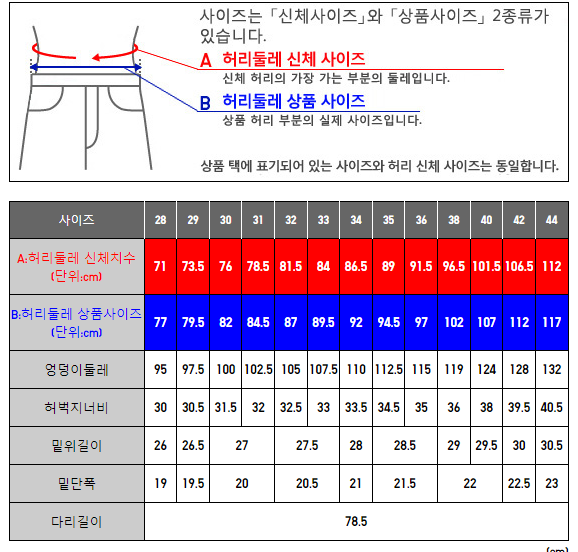 사이즈는「신체사이즈」와「상품사이즈」2종류가
있습니다.
A 허리둘레 신체 사이즈
신체 허리의 가장 가는 부분의 둘레입니다.
B 허리둘레 상품 사이즈
상품 허리 부분의 실제 사이즈입니다.
상품 택에 표기되어 있는 사이즈와 허리 신체 사이즈는 동일합니다.
사이즈 28 29 30 31 32 33 34 35 36 38 40 42 44
A:허리둘레 신체치수
(단위:cm)
71 73.5 76 78.5 81.5 84 86.5 89 91.5 96.5 101.5 106.5 112
B:허리둘레 상품사이즈
(단위:cm)
77 79.5 82 84.5 87 89.5 92 94.5 97 102 107 112 117
엉덩이둘레 95 97.5 100 102.5 105 107.5 110 112.5 115 119 124 128 132
허벅지너비 30 30.5 31.5 32 32.5 33 33.5 34.5 35 36 38 39.5 40.5
밑위길이 26 26.5 27 27.5 28 28.5 29 29.5 30 30.5
밑단폭 19 19.5 20 20.5 21 21.5 22 22.5 23
다리길이 78.5
(cm)